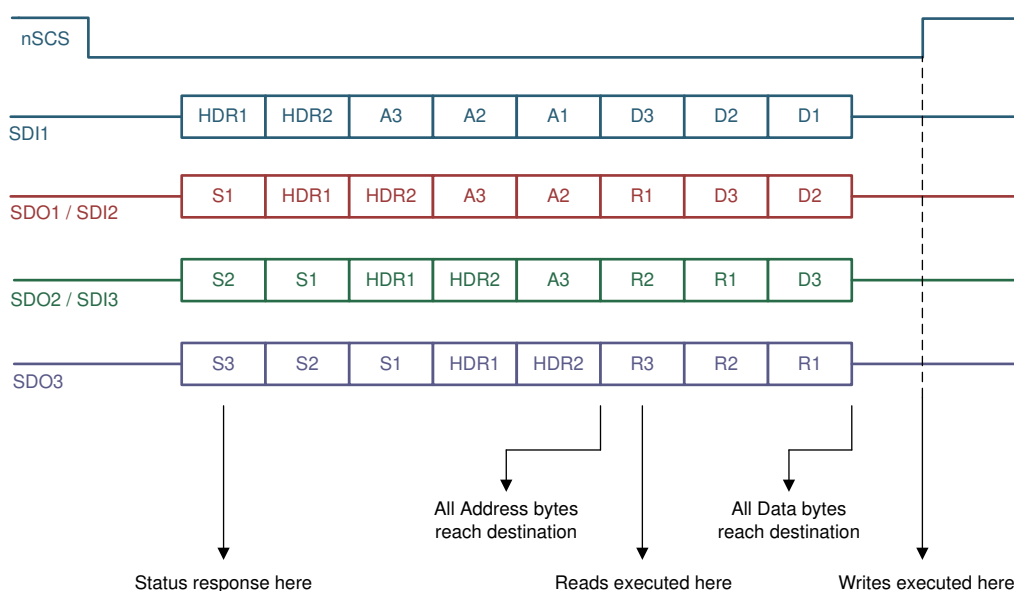 nSCS
HDR1 HDR2 A3 A2 A1 D3 D2 D1
SDI1
S1 HDR1 HDR2 A3 A2 R1 D3 D2
SDO1 / SDI2
S2 S1 HDR1 HDR2 A3 R2 R1 D3
SDO2 / SDI3
S3 S2 S1 HDR1 HDR2 R3 R2 R1
SDO3
All Address bytes
reach destination
All Data bytes
reach destination
Status response here
Reads executed here
Writes executed here